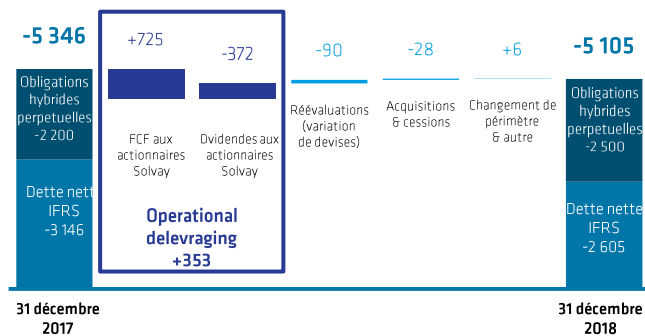 -5 346
Obligations
hybrides
perpetuelles
-2 200
Dette nette
IFRS
-3 146
31 décembre
2017
+725
FCF aux
actionnaires
Solvay
-372
Dvidendes aux
actionnaires
Solvay
Operational
delevraging
+353
-90
Réévaluations
(variation
de devises)
-28
Acquisitions
& cessions
+6
Changement de
périmètre
& autre
-5 105
Obligations
hybrides
perpetuelles
-2 500
Dette nette
IFRS
-2 605
31 décembre
2018